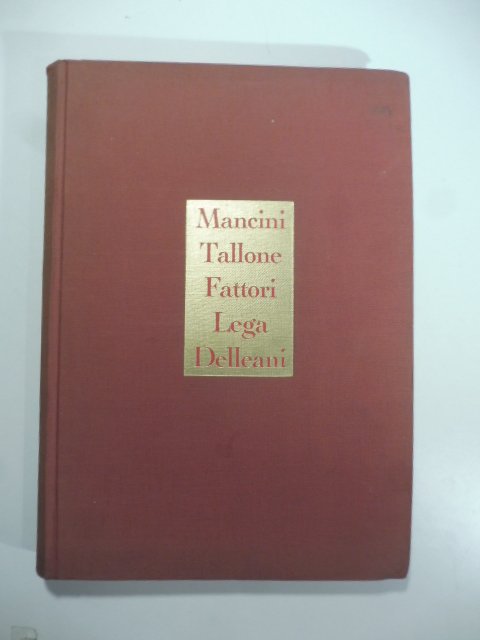 Mancini
Tallone
Fattori
Lega
Delleani